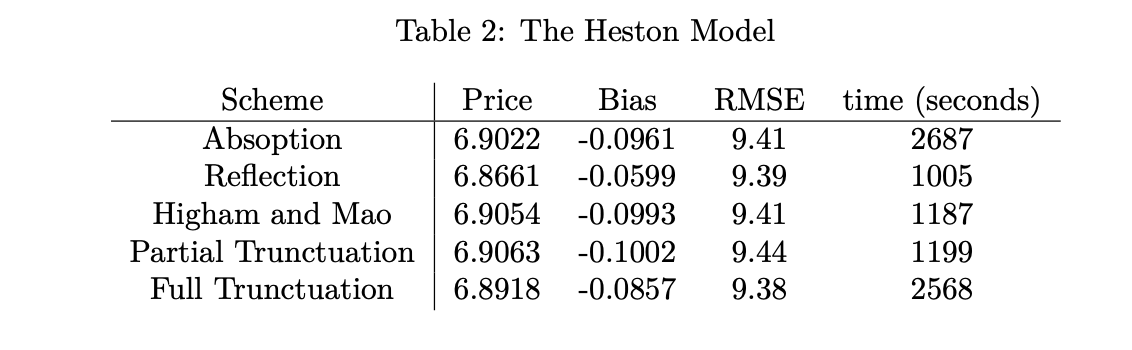 Table 2: The Heston Model
Scheme Price Bias RMSE time (seconds)
Absoption 6.9022 -0.0961 9.41 2687
Reflection 6.8661 -0.0599 9.39 1005
Higham and Mao 6.9054 -0.0993 9.41 1187
Partial Trunctuation 6.9063 -0.1002 9.44 1199
Full Trunctuation 6.8918 -0.0857 9.38 2568